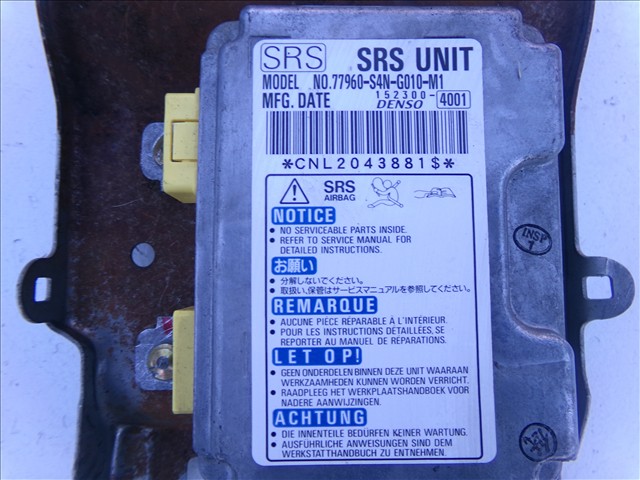 SRS SRS UNIT
MODEL NO.77960-S4N-G010-M1
MFG. DATE 152300- 4001
DENSO
*CNL2043881$*
SRS
AIRBAG
NOTICE
• NO SERVICEABLE PARTS INSIDE.
• REFER TO SERVICE MANUAL FOR
DETAILED INSTRUCTIONS.
お願い
• 分解しないでください。
• 取扱い、保管はサービスマニュアルを参照してください。
REMARQUE
• AUCUNE PIÈCE RÉPARABLE À L'INTÉRIEUR.
• POUR LES INSTRUCTIONS DÉTAILLÉES, SE
REPORTER AU MANUEL DE RÉPARATIONS.
LET OP!
• GEEN ONDERDELEN BINNEN DEZE UNIT WAARAAN
WERKZAAMHEDEN KUNNEN WORDEN VERRICHT.
• RAADPLEEG HET WERKPLAATSHANDBOEK VOOR
NADERE AANWIJZINGEN.
ACHTUNG
• DIE INNENTEILE BEDÜRFEN KEINER WARTUNG.
• AUSFÜHRLICHE ANWEISUNGEN SIND DEM
WERKSTATTHANDBUCH ZU ENTNEHMEN.
INSP